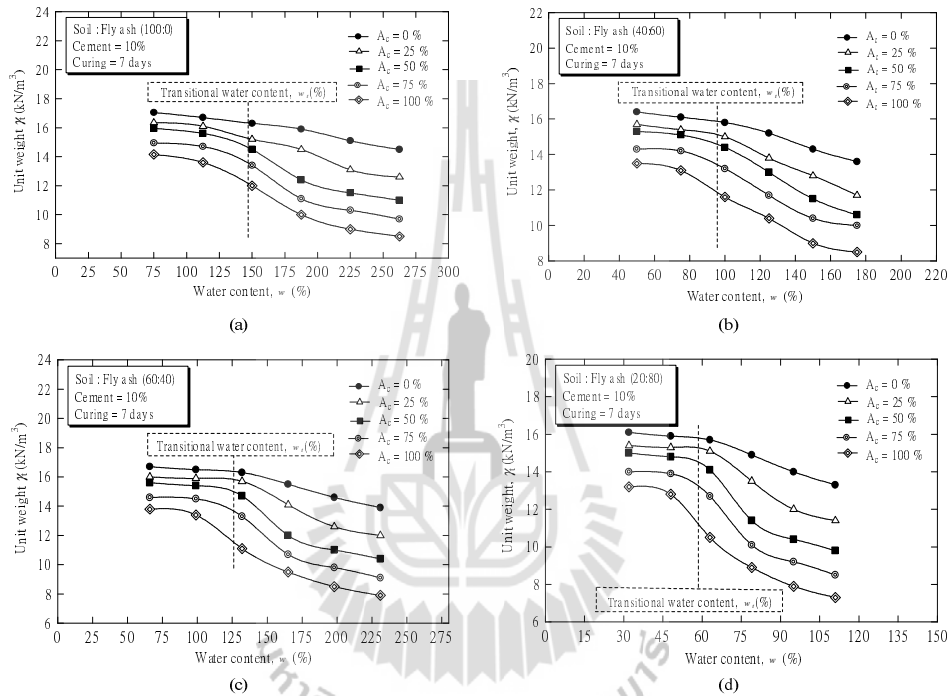 Soil : Fly ash (100:0)
Cement = 10%
Curing = 7 days
A_c = 0 %
A_c = 25 %
A_c = 50 %
A_c = 75 %
A_c = 100 %
Transitional water content, w_t (%)
Unit weight γ (kN/m³)
24
22
20
18
16
14
12
10
8
0 25 50 75 100 125 150 175 200 225 250 275 300
Water content, w (%)
(a)
Soil : Fly ash (40:60)
Cement = 10%
Curing = 7 days
A_c = 0 %
A_c = 25 %
A_c = 50 %
A_c = 75 %
A_c = 100 %
Transitional water content, w_t (%)
Unit weight, γ (kN/m³)
22
20
18
16
14
12
10
8
0 20 40 60 80 100 120 140 160 180 200 220
Water content, w (%)
(b)
Soil : Fly ash (60:40)
Cement = 10%
Curing = 7 days
A_c = 0 %
A_c = 25 %
A_c = 50 %
A_c = 75 %
A_c = 100 %
Transitional water content, w_t (%)
Unit weight γ (kN/m³)
24
22
20
18
16
14
12
10
8
6
0 25 50 75 100 125 150 175 200 225 250 275
Water content, w (%)
(c)
Soil : Fly ash (20:80)
Cement = 10%
Curing = 7 days
A_c = 0 %
A_c = 25 %
A_c = 50 %
A_c = 75 %
A_c = 100 %
Transitional water content, w_t (%)
Unit weight, γ (kN/m³)
20
18
16
14
12
10
8
6
0 15 30 45 60 75 90 105 120 135 150
Water content, w (%)
(d)